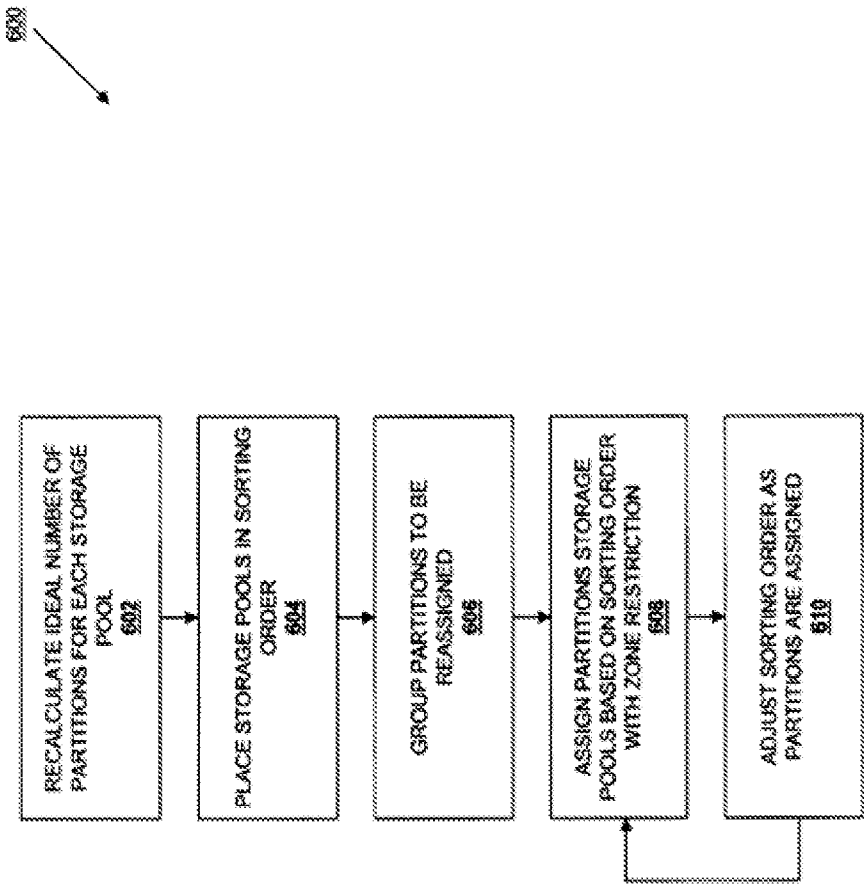 600
RECALCULATE IDEAL NUMBER OF
PARTITIONS FOR EACH STORAGE
POOL
602
PLACE STORAGE POOLS IN SORTING
ORDER
604
GROUP PARTITIONS TO BE
REASSIGNED
606
ASSIGN PARTITIONS STORAGE
POOLS BASED ON SORTING ORDER
WITH ZONE RESTRICTION
608
ADJUST SORTING ORDER AS
PARTITIONS ARE ASSIGNED
610